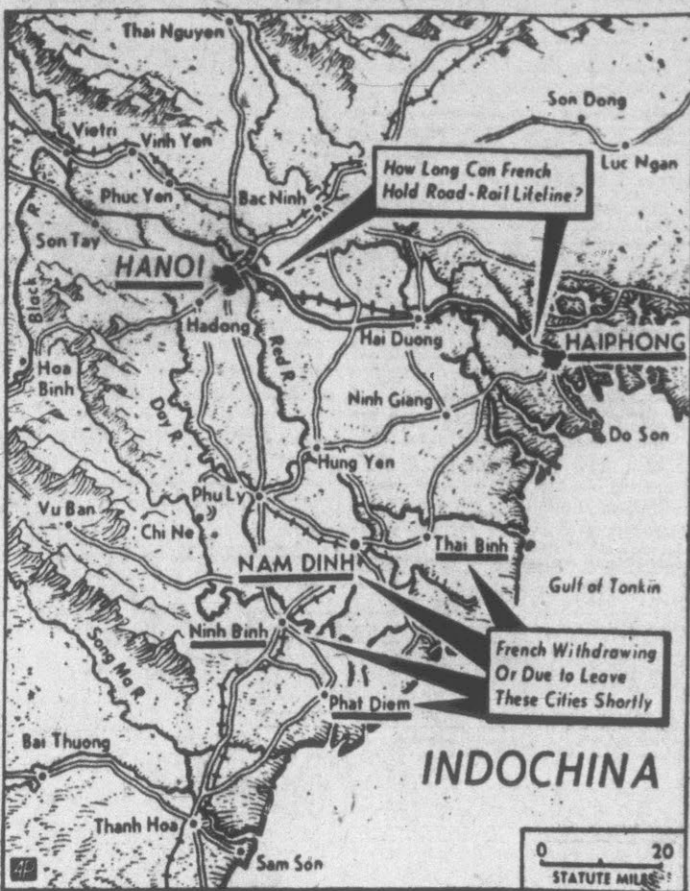 Thai Nguyen
Son Dong
Vietri
Vinh Yen
Luc Ngan
How Long Can French
Hold Road-Rail Lifeline?
Phuc Yen
Bac Ninh
Son Tay
HANOI
Black R.
Hadong
Red R.
Hai Duong
HAIPHONG
Hoa
Binh
Day R.
Ninh Giang
Do Son
Hung Yen
Phu Ly
Vu Ban
Chi Ne
NAM DINH
Thai Binh
Gulf of Tonkin
Ninh Binh
Song Ma R.
French Withdrawing
Or Due to Leave
These Cities Shortly
Phat Diem
Bai Thuong
INDOCHINA
Thanh Hoa
Sam Son
0 20
STATUTE MILES
AP